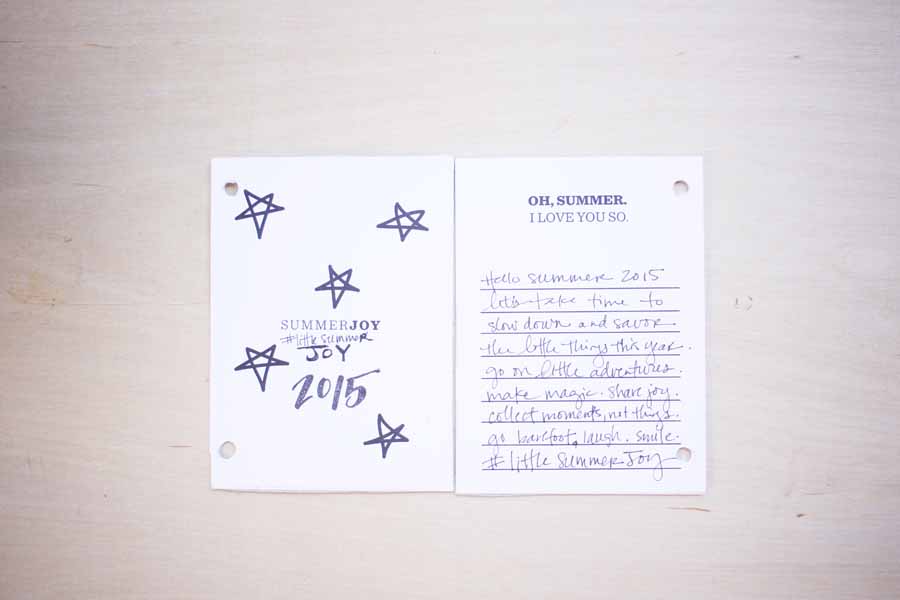 SUMMERJOY
#little summer
JOY
2015
OH, SUMMER.
I LOVE YOU SO.
Hello summer 2015
let's take time to
slow down and savor
the little things this year.
go on little adventures.
make magic. share joy.
collect moments, not things.
go barefoot, laugh. smile.
# little summer Joy